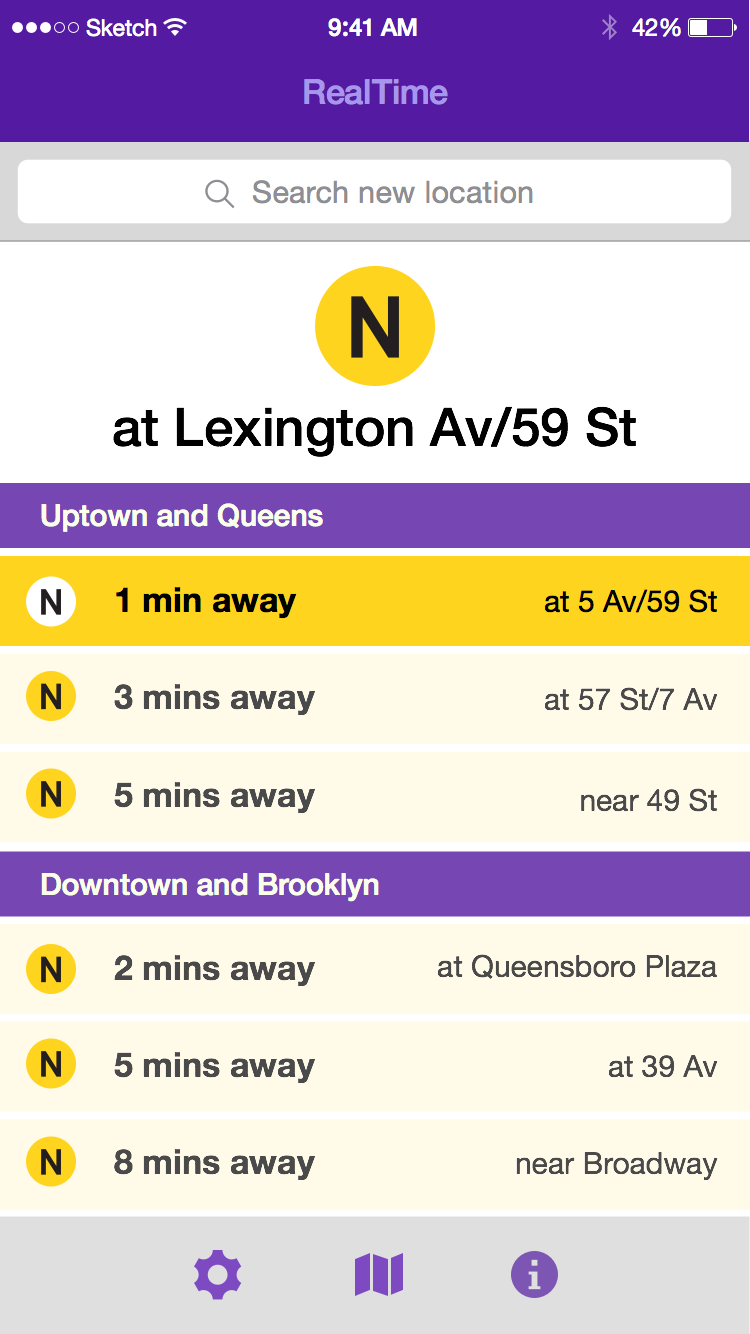 Sketch 9:41 AM 42%
RealTime
Search new location
N
at Lexington Av/59 St
Uptown and Queens
N 1 min away at 5 Av/59 St
N 3 mins away at 57 St/7 Av
N 5 mins away near 49 St
Downtown and Brooklyn
N 2 mins away at Queensboro Plaza
N 5 mins away at 39 Av
N 8 mins away near Broadway
i